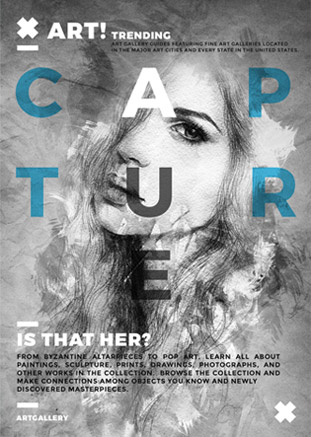 ART! TRENDING
ART GALLERY GUIDES FEATURING FINE ART GALLERIES LOCATED
IN THE MAJOR ART CITIES AND EVERY STATE IN THE UNITED STATES.
CAP
TUR
E
IS THAT HER?
FROM BYZANTINE ALTARPIECES TO POP ART, LEARN ALL ABOUT
PAINTINGS, SCULPTURE, PRINTS, DRAWINGS, PHOTOGRAPHS, AND
OTHER WORKS IN THE COLLECTION. BROWSE THE COLLECTION AND
MAKE CONNECTIONS AMONG OBJECTS YOU KNOW AND NEWLY
DISCOVERED MASTERPIECES.
ARTGALLERY